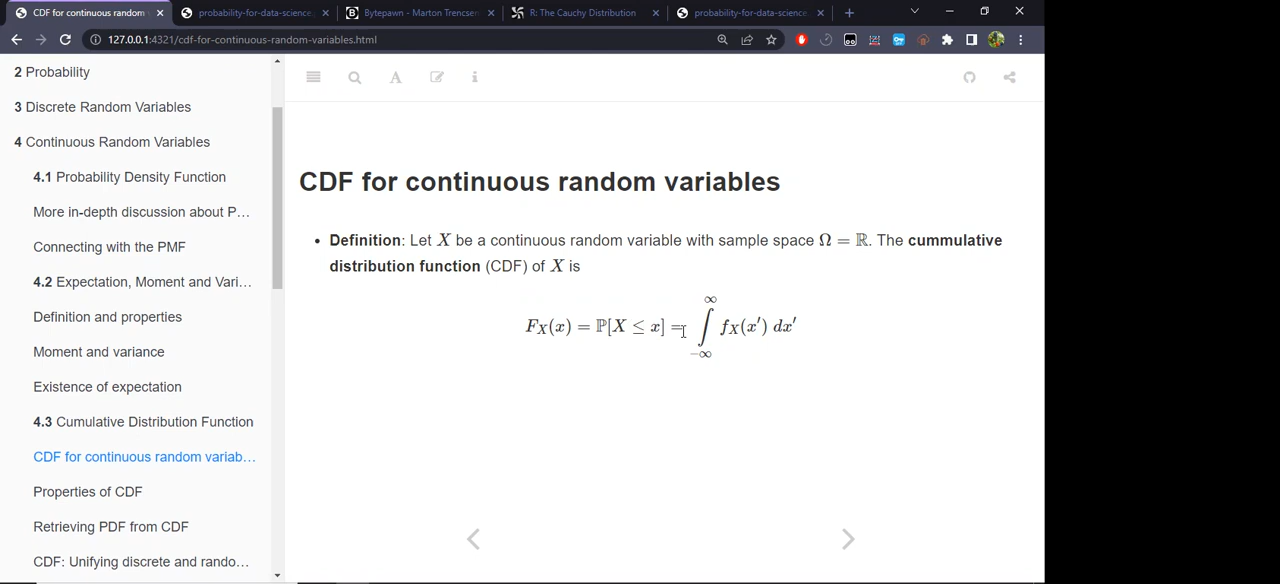 CDF for continuous random
probability-for-data-science.
Bytepawn - Marton Trencser
R: The Cauchy Distribution
probability-for-data-science.
127.0.0.1:4321/cdf-for-continuous-random-variables.html
2 Probability
3 Discrete Random Variables
4 Continuous Random Variables
4.1 Probability Density Function
More in-depth discussion about P...
Connecting with the PMF
4.2 Expectation, Moment and Vari...
Definition and properties
Moment and variance
Existence of expectation
4.3 Cumulative Distribution Function
CDF for continuous random variab...
Properties of CDF
Retrieving PDF from CDF
CDF: Unifying discrete and rando...
CDF for continuous random variables
• Definition: Let X be a continuous random variable with sample space Ω = ℝ. The cummulative
distribution function (CDF) of X is
F_X(x) = ℙ[X ≤ x] = ∫_{−∞}^{∞} f_X(x′) dx′